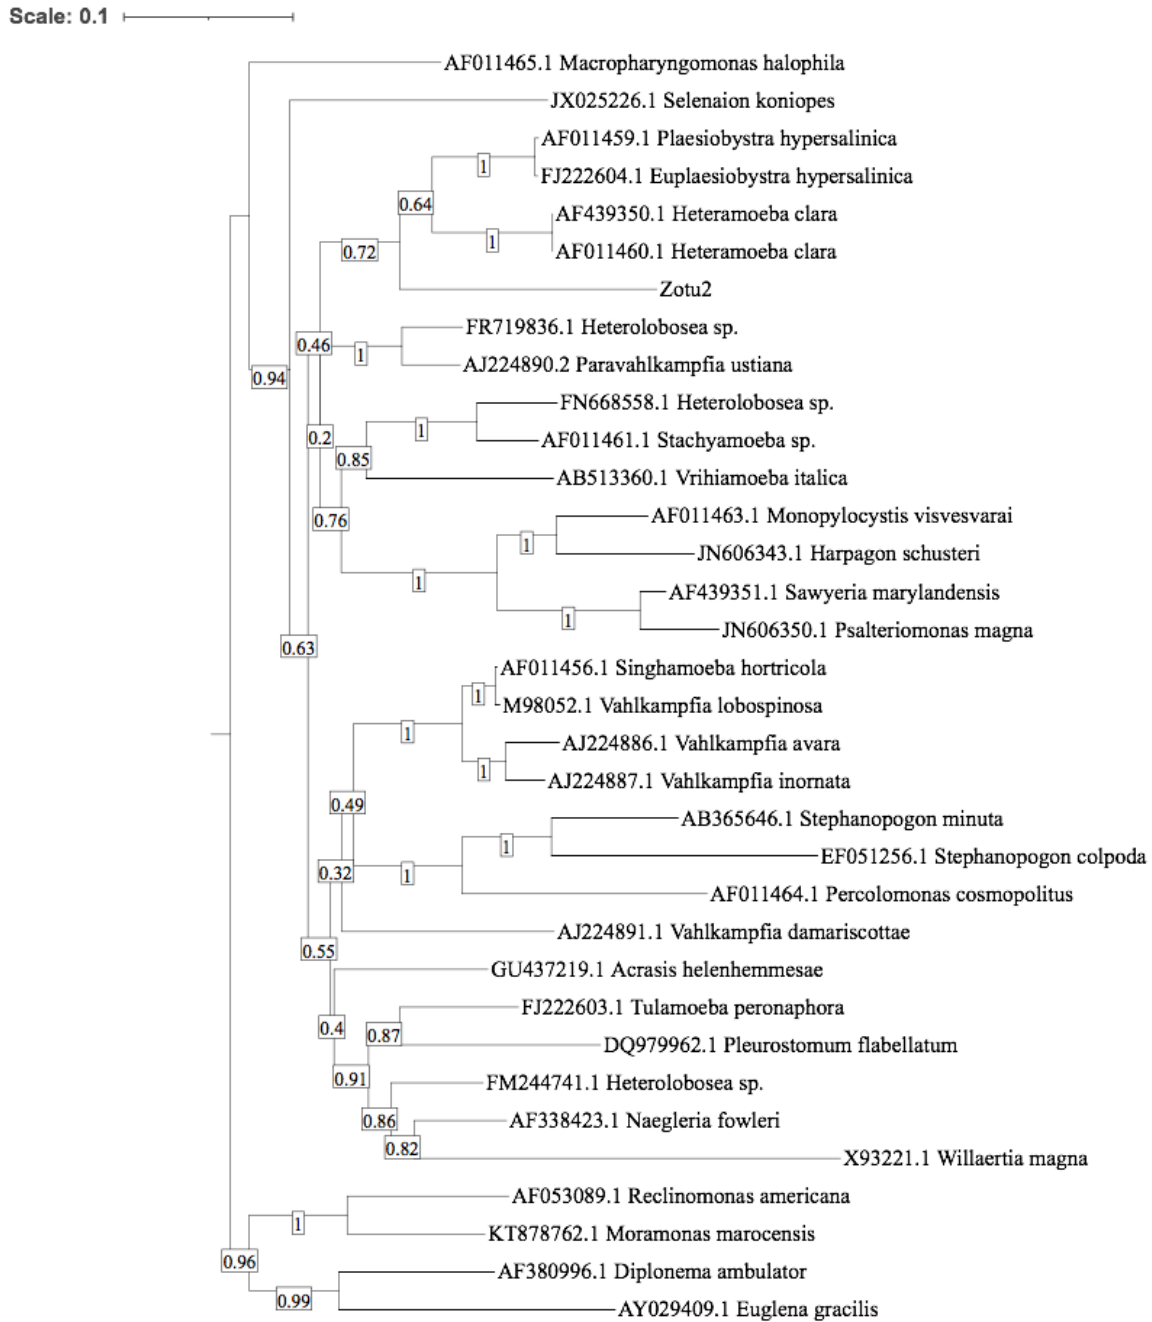 Scale: 0.1
AF011465.1 Macropharyngomonas halophila
JX025226.1 Selenaion koniopes
AF011459.1 Plaesiobystra hypersalinica
1
FJ222604.1 Euplaesiobystra hypersalinica
0.64
AF439350.1 Heteramoeba clara
1
0.72
AF011460.1 Heteramoeba clara
Zotu2
FR719836.1 Heterolobosea sp.
0.46
1
AJ224890.2 Paravahlkampfia ustiana
0.94
FN668558.1 Heterolobosea sp.
1
0.2
AF011461.1 Stachyamoeba sp.
0.85
AB513360.1 Vrihiamoeba italica
AF011463.1 Monopylocystis visvesvarai
0.76
1
JN606343.1 Harpagon schusteri
1
AF439351.1 Sawyeria marylandensis
1
JN606350.1 Psalteriomonas magna
0.63
AF011456.1 Singhamoeba hortricola
1
M98052.1 Vahlkampfia lobospinosa
1
AJ224886.1 Vahlkampfia avara
1
AJ224887.1 Vahlkampfia inornata
0.49
AB365646.1 Stephanopogon minuta
1
EF051256.1 Stephanopogon colpoda
0.32
1
AF011464.1 Percolomonas cosmopolitus
AJ224891.1 Vahlkampfia damariscottae
0.55
GU437219.1 Acrasis helenhemmesae
FJ222603.1 Tulamoeba peronaphora
0.4
0.87
DQ979962.1 Pleurostomum flabellatum
0.91
FM244741.1 Heterolobosea sp.
0.86
AF338423.1 Naegleria fowleri
0.82
X93221.1 Willaertia magna
AF053089.1 Reclinomonas americana
1
KT878762.1 Moramonas marocensis
0.96
AF380996.1 Diplonema ambulator
0.99
AY029409.1 Euglena gracilis